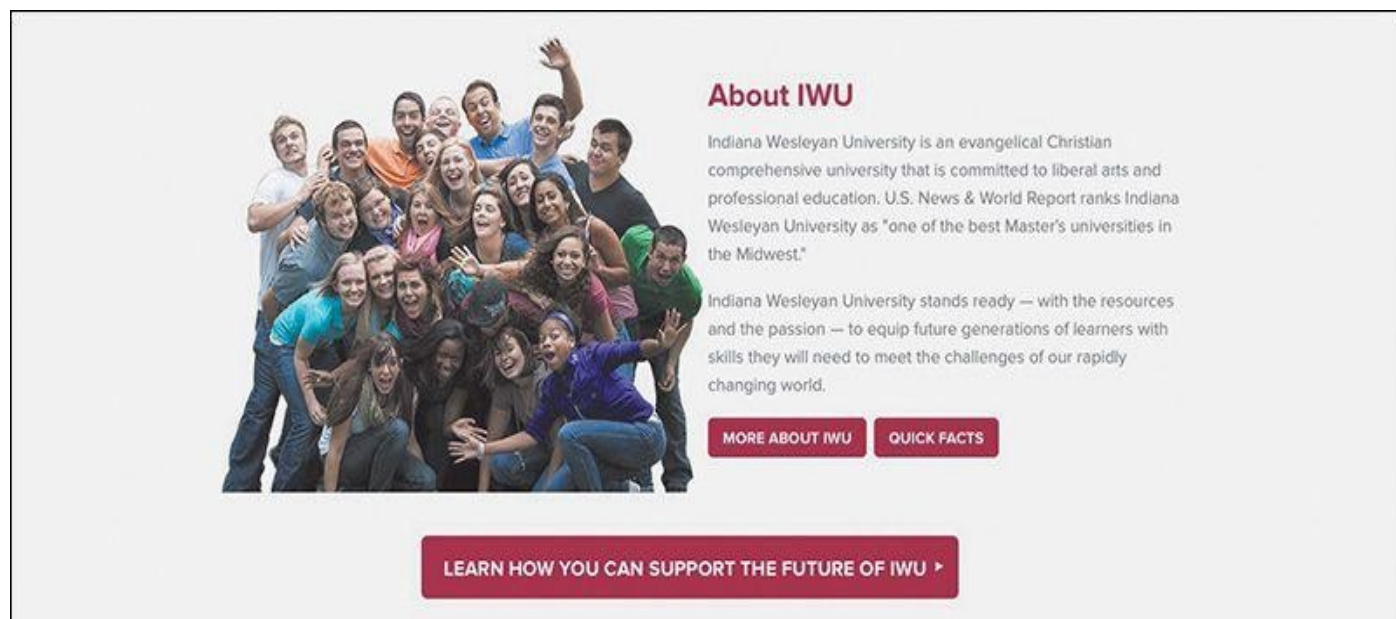 About IWU
Indiana Wesleyan University is an evangelical Christian
comprehensive university that is committed to liberal arts and
professional education. U.S. News & World Report ranks Indiana
Wesleyan University as "one of the best Master's universities in
the Midwest."
Indiana Wesleyan University stands ready — with the resources
and the passion — to equip future generations of learners with
skills they will need to meet the challenges of our rapidly
changing world.
MORE ABOUT IWU QUICK FACTS
LEARN HOW YOU CAN SUPPORT THE FUTURE OF IWU